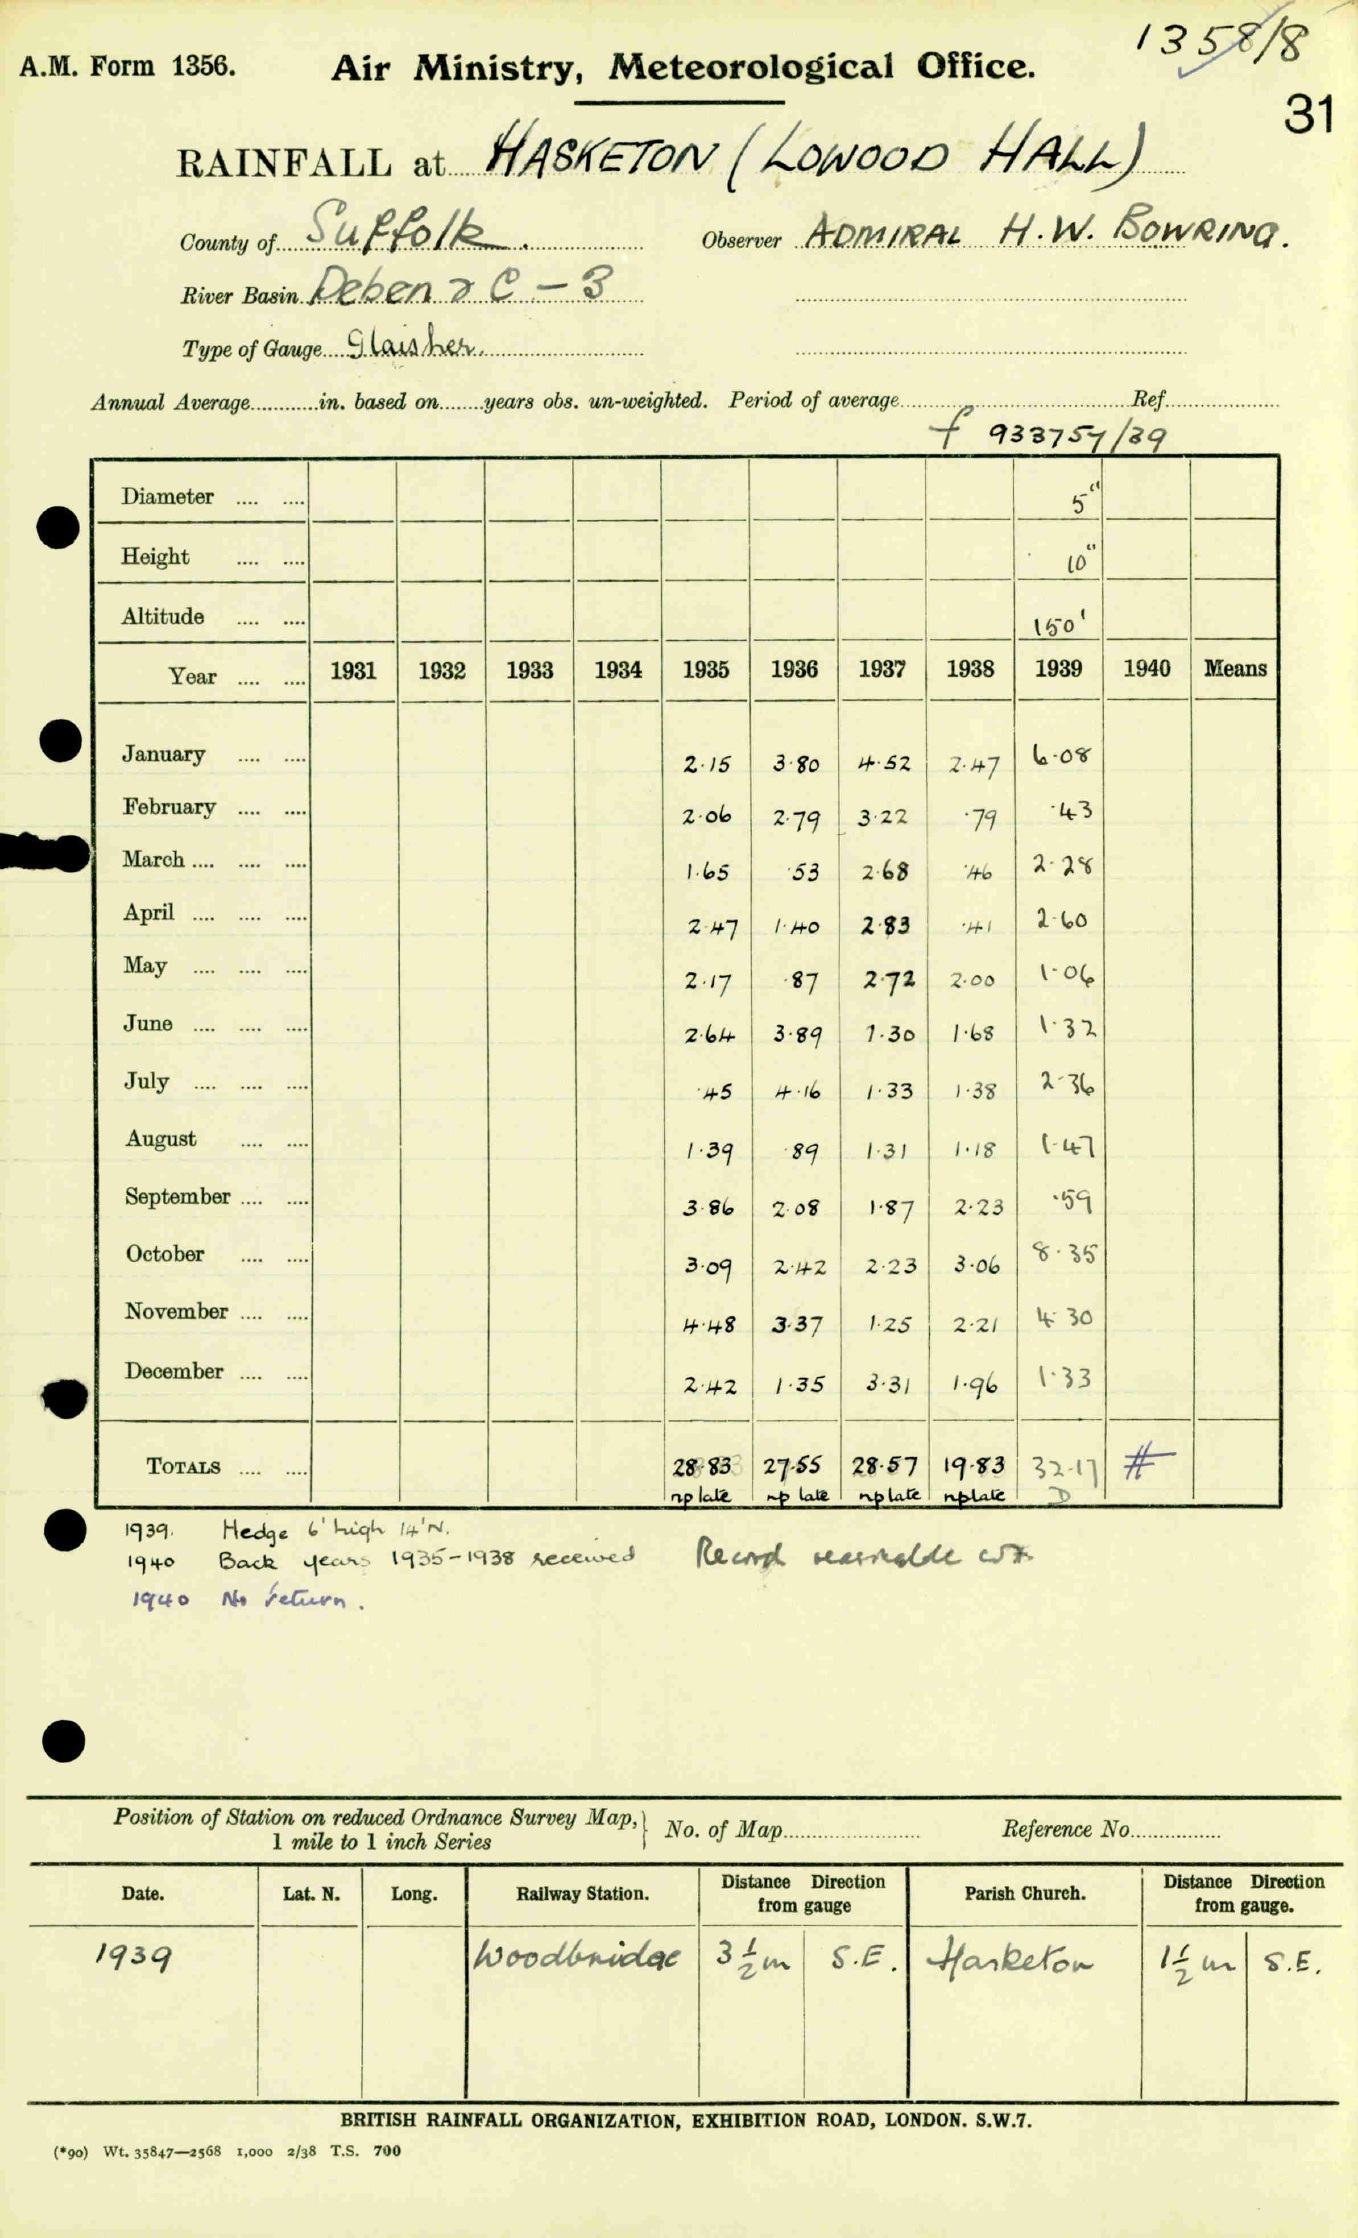 1358/8
A.M. Form 1356. Air Ministry, Meteorological Office.
31
RAINFALL at HASKETON (LOWOOD HALL)
County of Suffolk. Observer ADMIRAL H.W. BOWRING.
River Basin Deben & C - 3
Type of Gauge Glaisher.
Annual Average............in. based on........years obs. un-weighted. Period of average........ Ref........
f 933757/39
Diameter .... .... 5"
Height .... .... 10"
Altitude .... .... 150'
Year .... .... 1931 1932 1933 1934 1935 1936 1937 1938 1939 1940 Means
January .... .... 2.15 3.80 4.52 2.47 6.08
February .... .... 2.06 2.79 3.22 .79 .43
March .... .... .... 1.65 .53 2.68 .46 2.28
April .... .... .... 2.47 1.40 2.83 .41 2.60
May .... .... .... 2.17 .87 2.72 2.00 1.06
June .... .... .... 2.64 3.89 1.30 1.68 1.32
July .... .... .... .45 4.16 1.33 1.38 2.36
August .... .... 1.39 .89 1.31 1.18 1.47
September .... .... 3.86 2.08 1.87 2.23 .59
October .... .... 3.09 2.42 2.23 3.06 8.35
November .... .... 4.48 3.37 1.25 2.21 4.30
December .... .... 2.42 1.35 3.31 1.96 1.33
TOTALS .... .... 28.83 27.55 28.57 19.83 32.17 #
np late np late np late np late D
1939. Hedge 6' high 14' N.
1940 Back years 1935-1938 received Record
1940 No return.
Position of Station on reduced Ordnance Survey Map, } No. of Map........ Reference No........
1 mile to 1 inch Series
Date. Lat. N. Long. Railway Station. Distance from gauge Direction Parish Church. Distance from gauge. Direction
1939 Woodbridge 3 1/2 m S.E. Hasketon 1 1/2 m S.E.
BRITISH RAINFALL ORGANIZATION, EXHIBITION ROAD, LONDON. S.W.7.
(*90) Wt. 35847—2568 1,000 2/38 T.S. 700